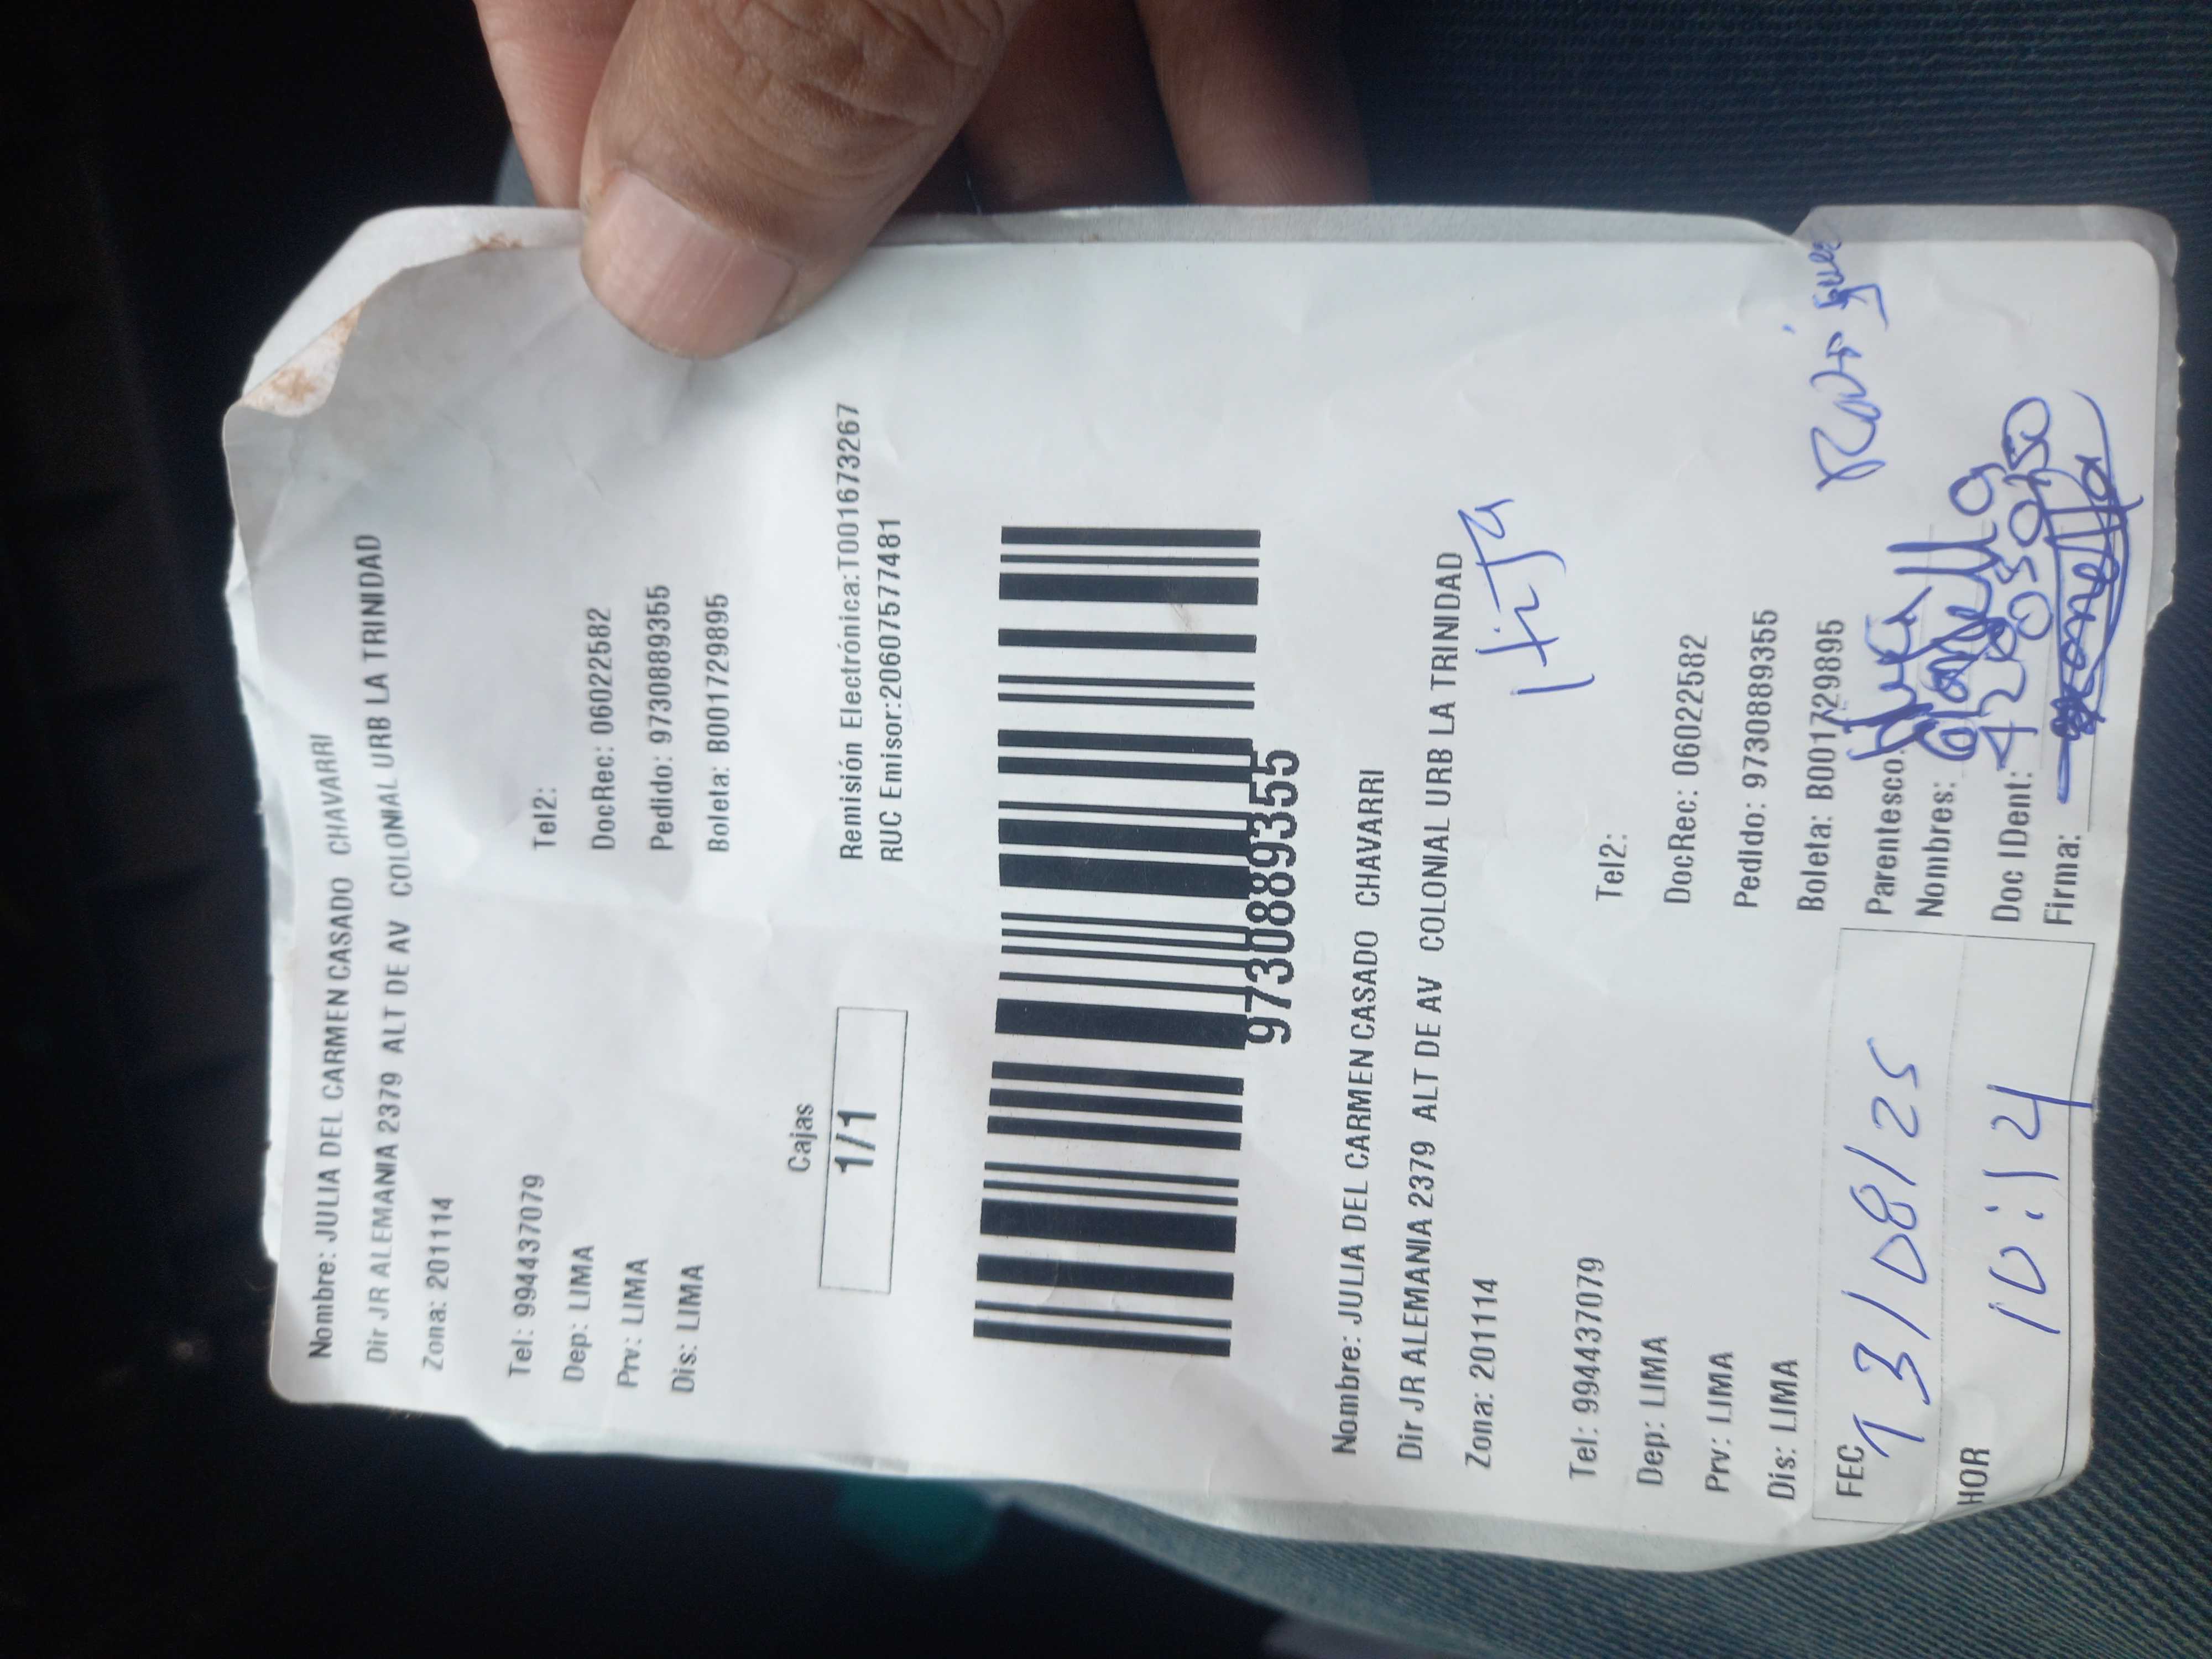 Nombre: JULIA DEL CARMEN CASADO CHAVARRI
Dir JR ALEMANIA 2379 ALT DE AV COLONIAL URB LA TRINIDAD
Zona: 201114
Tel: 994437079 Tel2:
Dep: LIMA DocRec: 06022582
Prv: LIMA Pedido: 97308893​55
Dis: LIMA Boleta: B001729895
Cajas
1/1
Remisión Electrónica:T001673267
RUC Emisor:20607577481
9730889355
Nombre: JULIA DEL CARMEN CASADO CHAVARRI
Dir JR ALEMANIA 2379 ALT DE AV COLONIAL URB LA TRINIDAD
Zona: 201114
Hija
Tel: 994437079 Tel2:
Dep: LIMA DocRec: 06022582
Prv: LIMA Pedido: 9730889355
Dis: LIMA Boleta: B001729895
FEC 13/08/25
HOR 10:14
Parentesco:
Nombres:
Doc IDent:
Firma: